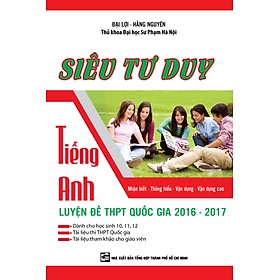 ĐẠI LỢI - HẰNG NGUYỄN
Thủ khoa Đại học Sư Phạm Hà Nội
SIÊU TƯ DUY
Tiếng
Anh
Nhận biết - Thông hiểu - Vận dụng - Vận dụng cao
LUYỆN ĐỀ THPT QUỐC GIA 2016 - 2017
Dành cho học sinh 10, 11, 12
Tài liệu thi THPT Quốc gia
Tài liệu tham khảo cho giáo viên
NHÀ XUẤT BẢN TỔNG HỢP THÀNH PHỐ HỒ CHÍ MINH